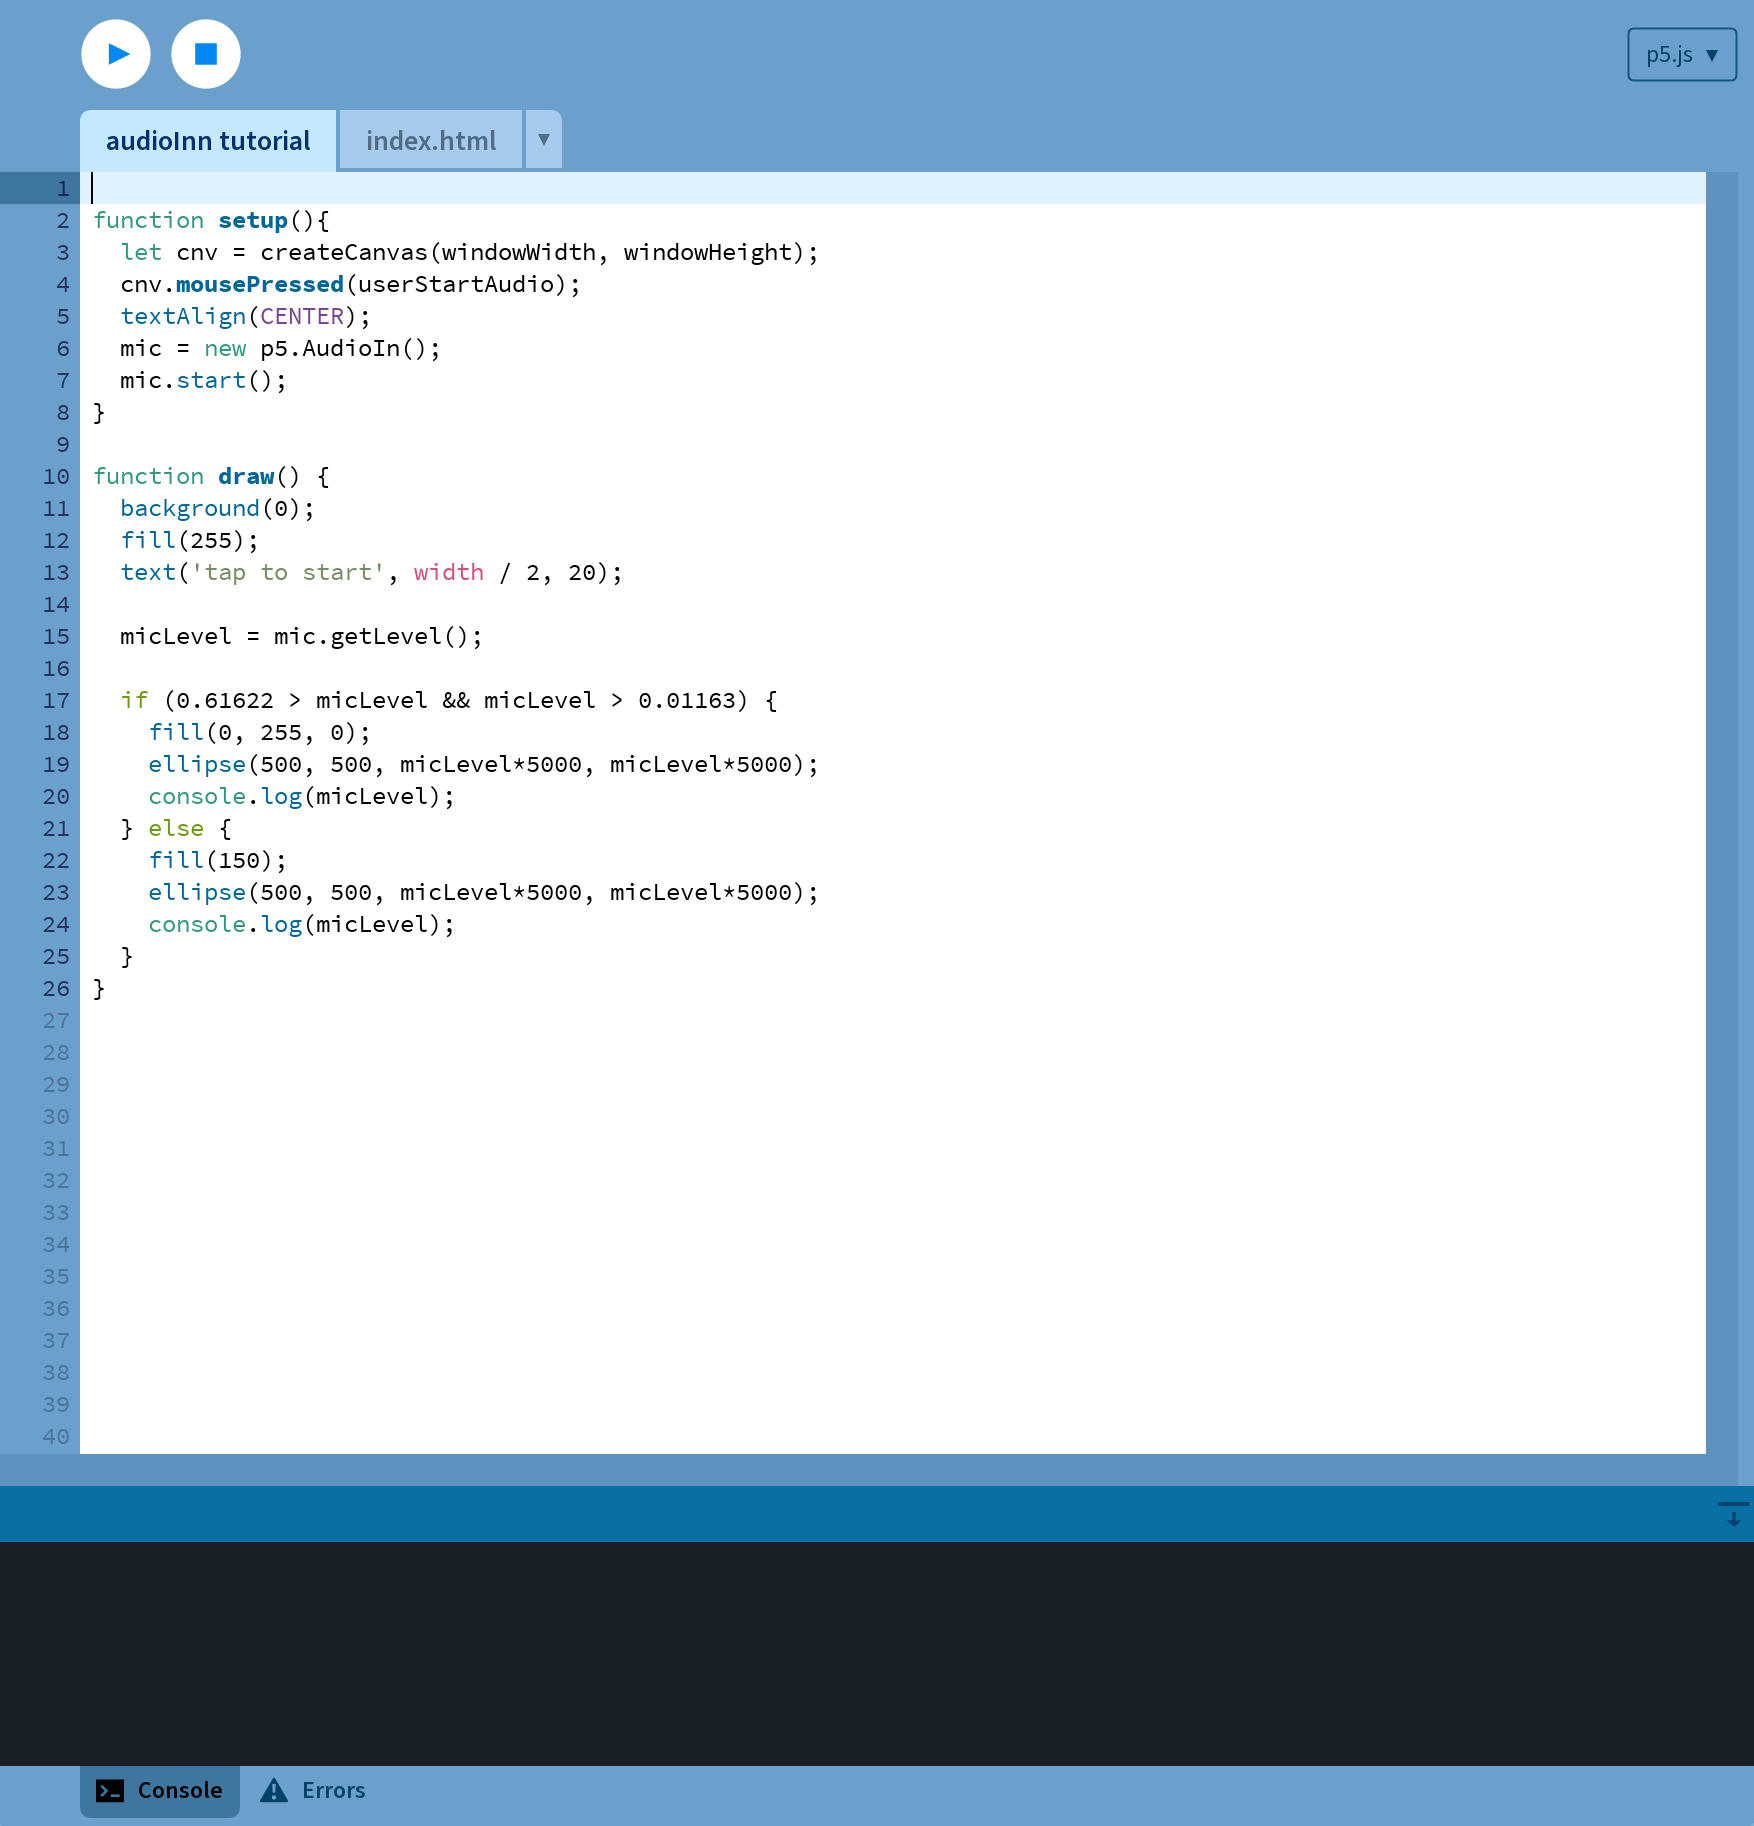 p5.js ▼
audioInn tutorial index.html ▼
1
2 function setup(){
3   let cnv = createCanvas(windowWidth, windowHeight);
4   cnv.mousePressed(userStartAudio);
5   textAlign(CENTER);
6   mic = new p5.AudioIn();
7   mic.start();
8 }
9
10 function draw() {
11   background(0);
12   fill(255);
13   text('tap to start', width / 2, 20);
14
15   micLevel = mic.getLevel();
16
17   if (0.61622 > micLevel && micLevel > 0.01163) {
18     fill(0, 255, 0);
19     ellipse(500, 500, micLevel*5000, micLevel*5000);
20     console.log(micLevel);
21   } else {
22     fill(150);
23     ellipse(500, 500, micLevel*5000, micLevel*5000);
24     console.log(micLevel);
25   }
26 }
27
28
29
30
31
32
33
34
35
36
37
38
39
40
Console Errors